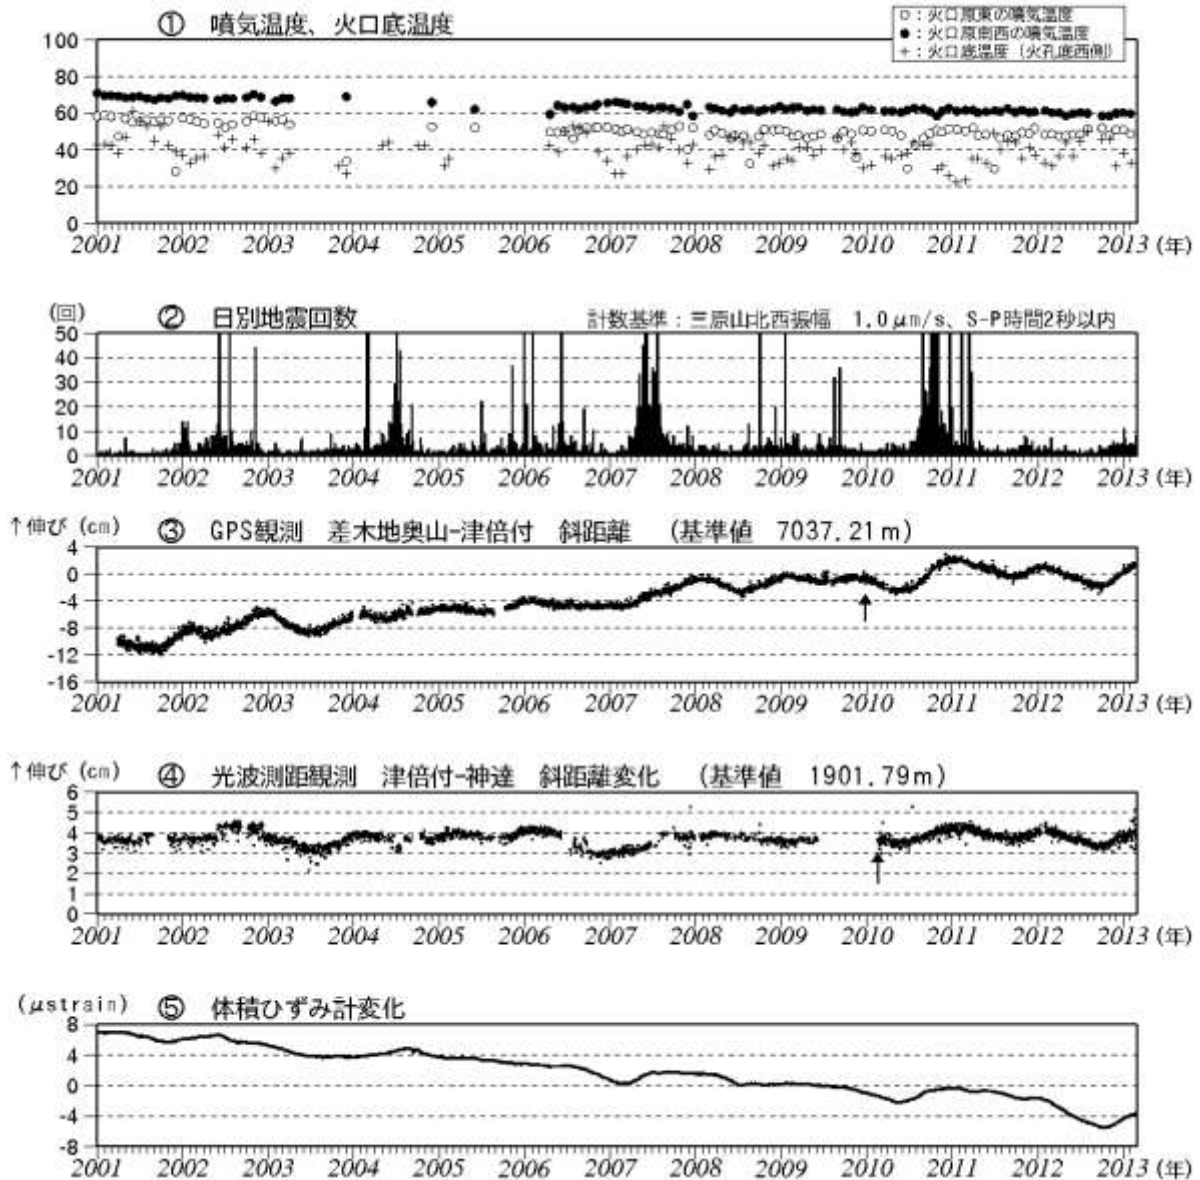 ① 噴気温度、火口底温度
○：火口原東の噴気温度
●：火口原南西の噴気温度
+：火口底温度（火孔底西側）
100
80
60
40
20
0
2001 2002 2003 2004 2005 2006 2007 2008 2009 2010 2011 2012 2013 (年)
(回) ② 日別地震回数 計数基準：三原山北西振幅 1.0μm/s、S-P時間2秒以内
50
40
30
20
10
0
2001 2002 2003 2004 2005 2006 2007 2008 2009 2010 2011 2012 2013 (年)
↑伸び (cm) ③ GPS観測 差木地奥山-津倍付 斜距離 (基準値 7037.21m)
4
0
-4
-8
-12
-16
2001 2002 2003 2004 2005 2006 2007 2008 2009 2010 2011 2012 2013 (年)
↑伸び (cm) ④ 光波測距観測 津倍付-神達 斜距離変化 (基準値 1901.79m)
6
5
4
3
2
1
0
2001 2002 2003 2004 2005 2006 2007 2008 2009 2010 2011 2012 2013 (年)
(μstrain) ⑤ 体積ひずみ計変化
8
4
0
-4
-8
2001 2002 2003 2004 2005 2006 2007 2008 2009 2010 2011 2012 2013 (年)